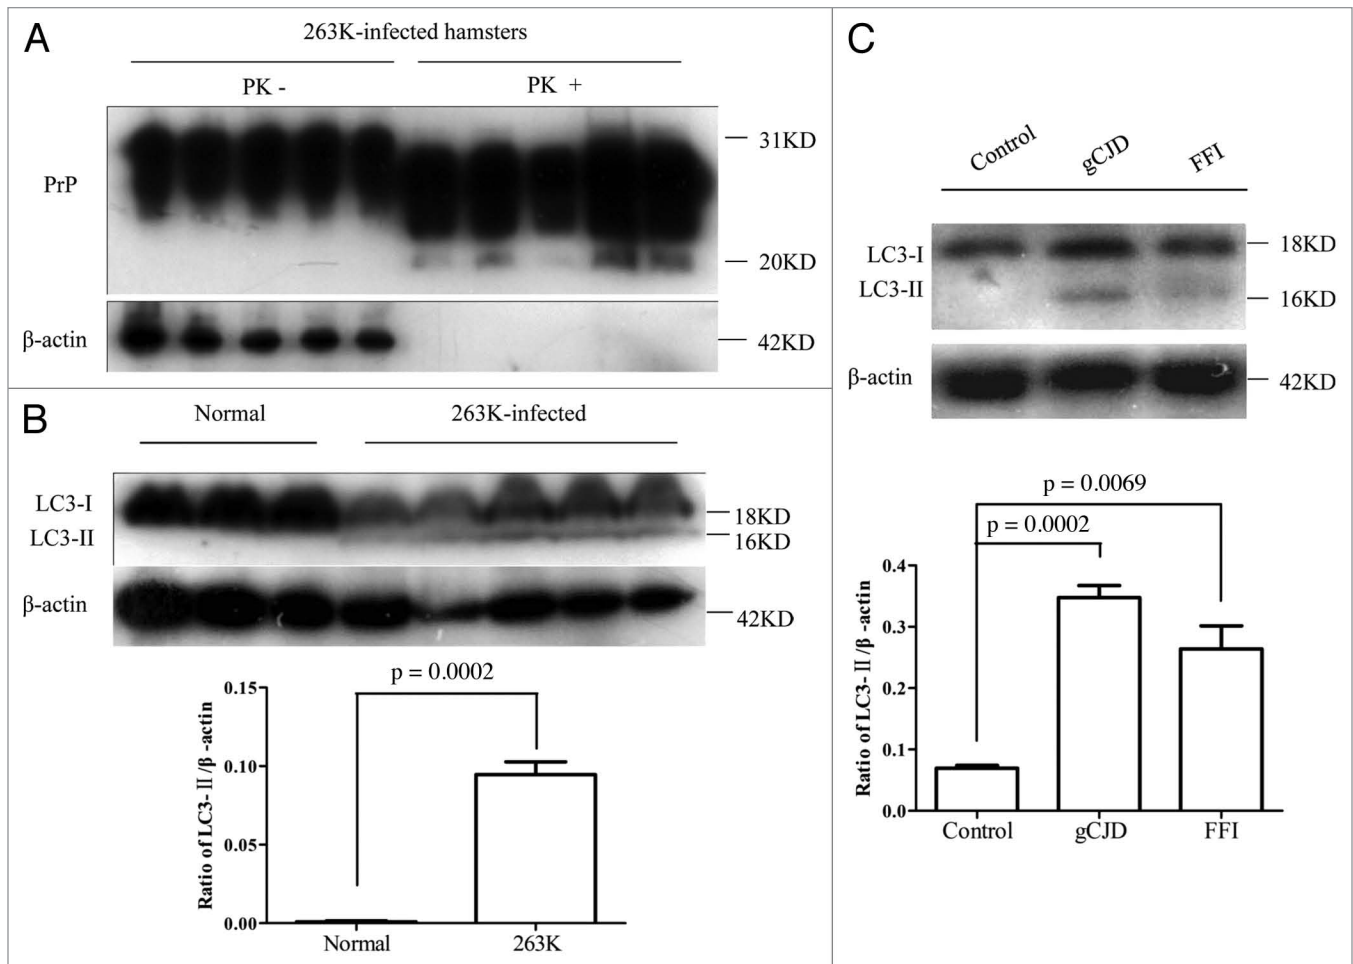 A
263K-infected hamsters
PK -
PK +
PrP
31KD
20KD
β-actin
42KD
B
Normal
263K-infected
LC3-I
LC3-II
18KD
16KD
β-actin
42KD
p = 0.0002
Ratio of LC3-II/β-actin
0.15
0.10
0.05
0.00
Normal
263K
C
Control
gCJD
FFI
LC3-I
LC3-II
18KD
16KD
β-actin
42KD
p = 0.0069
p = 0.0002
Ratio of LC3-II/β-actin
0.4
0.3
0.2
0.1
0.0
Control
gCJD
FFI